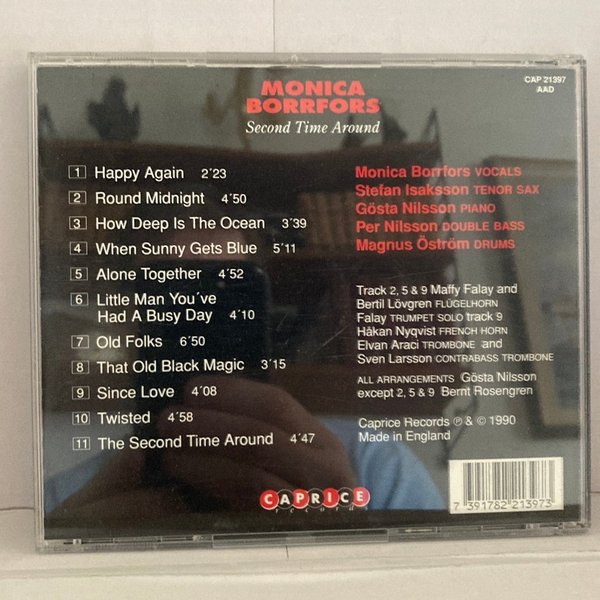 MONICA
BORRFORS
Second Time Around
CAP 21397
AAD
1 Happy Again 2´23
2 Round Midnight 4´50
3 How Deep Is The Ocean 3´39
4 When Sunny Gets Blue 5´11
5 Alone Together 4´52
6 Little Man You´ve
Had A Busy Day 4´10
7 Old Folks 6´50
8 That Old Black Magic 3´15
9 Since Love 4´08
10 Twisted 4´58
11 The Second Time Around 4´47
Monica Borrfors VOCALS
Stefan Isaksson TENOR SAX
Gösta Nilsson PIANO
Per Nilsson DOUBLE BASS
Magnus Öström DRUMS
Track 2, 5 & 9 Maffy Falay and
Bertil Lövgren FLÜGELHORN
Falay TRUMPET SOLO track 9
Håkan Nyqvist FRENCH HORN
Elvan Araci TROMBONE and
Sven Larsson CONTRABASS TROMBONE
ALL ARRANGEMENTS Gösta Nilsson
except 2, 5 & 9 Bernt Rosengren
Caprice Records ℗ & © 1990
Made in England
CAPRICE
records
7 391782 213973